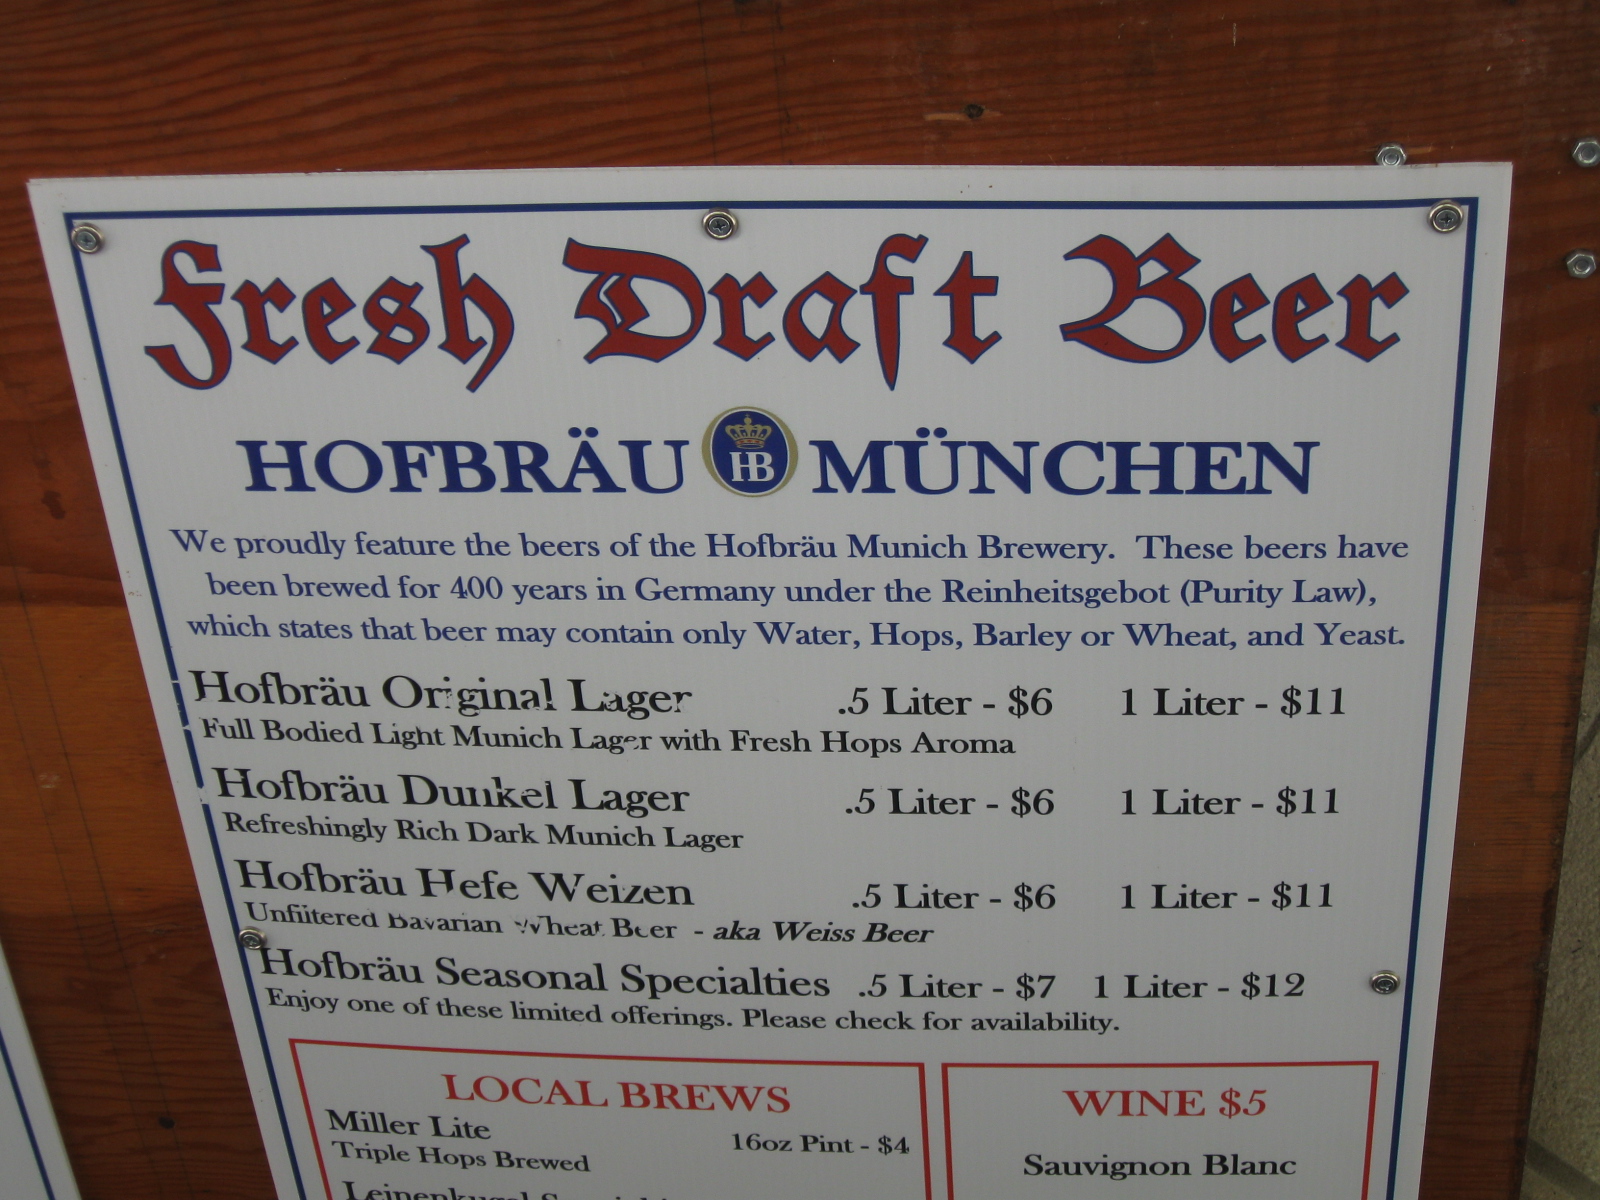 Fresh Draft Beer
HOFBRÄU HB MÜNCHEN
We proudly feature the beers of the Hofbräu Munich Brewery. These beers have
been brewed for 400 years in Germany under the Reinheitsgebot (Purity Law),
which states that beer may contain only Water, Hops, Barley or Wheat, and Yeast.
Hofbräu Original Lager .5 Liter - $6 1 Liter - $11
Full Bodied Light Munich Lager with Fresh Hops Aroma
Hofbräu Dunkel Lager .5 Liter - $6 1 Liter - $11
Refreshingly Rich Dark Munich Lager
Hofbräu Hefe Weizen .5 Liter - $6 1 Liter - $11
Unfiltered Bavarian Wheat Beer - aka Weiss Beer
Hofbräu Seasonal Specialties .5 Liter - $7 1 Liter - $12
Enjoy one of these limited offerings. Please check for availability.
LOCAL BREWS
Miller Lite
16oz Pint - $4
Triple Hops Brewed
Leinenkugel
WINE $5
Sauvignon Blanc